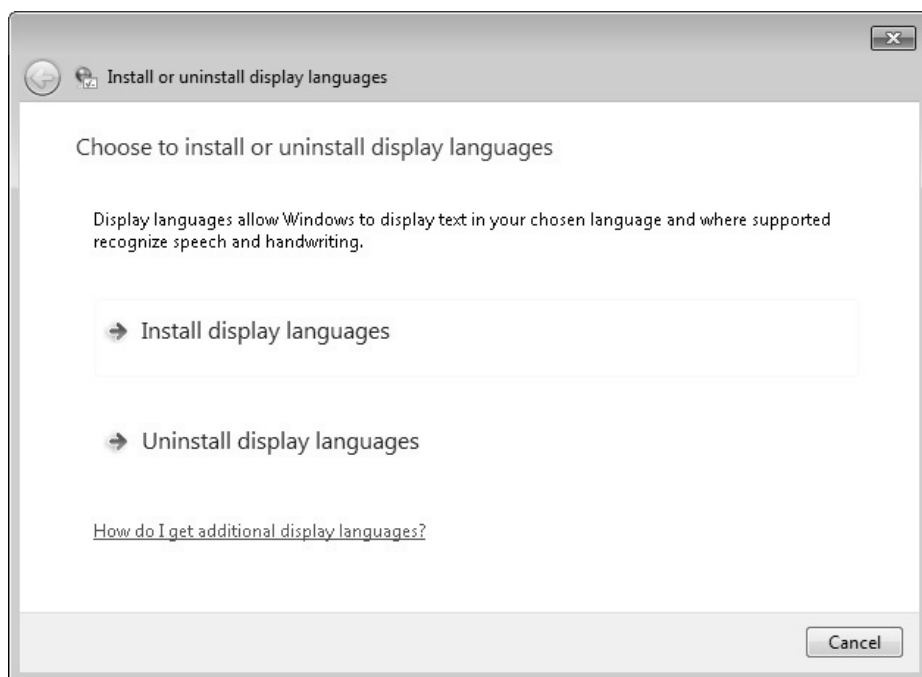 Install or uninstall display languages
Choose to install or uninstall display languages
Display languages allow Windows to display text in your chosen language and where supported
recognize speech and handwriting.
Install display languages
Uninstall display languages
How do I get additional display languages?
Cancel